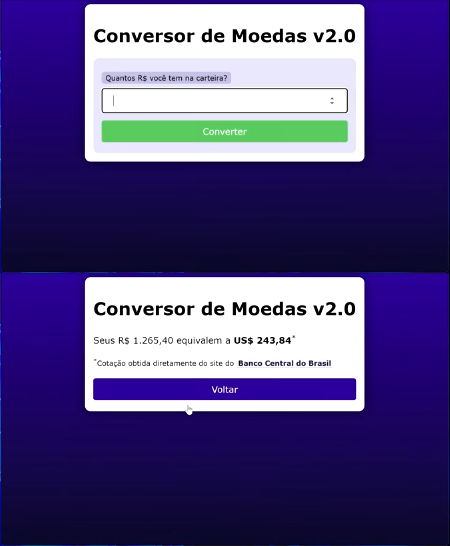 Conversor de Moedas v2.0
Quantos R$ você tem na carteira?
Converter
Conversor de Moedas v2.0
Seus R$ 1.265,40 equivalem a US$ 243,84*
*Cotação obtida diretamente do site do Banco Central do Brasil
Voltar